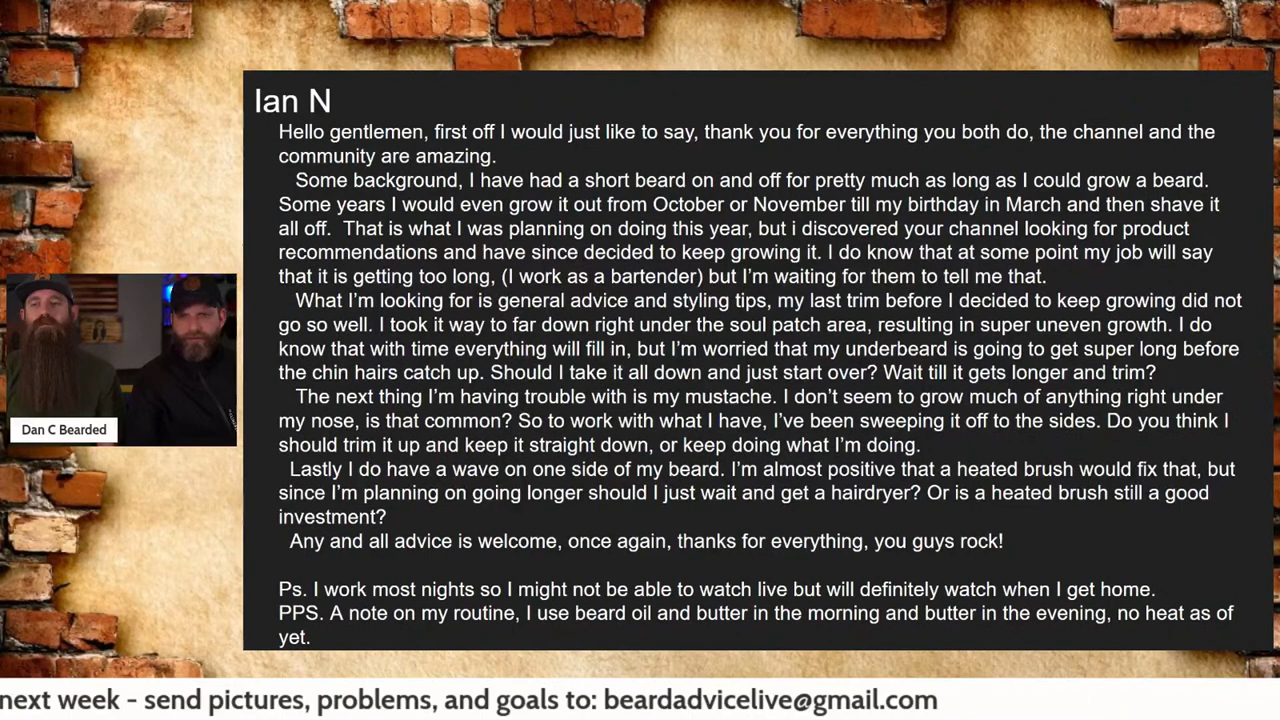 Ian N
Hello gentlemen, first off I would just like to say, thank you for everything you both do, the channel and the
community are amazing.
Some background, I have had a short beard on and off for pretty much as long as I could grow a beard.
Some years I would even grow it out from October or November till my birthday in March and then shave it
all off.  That is what I was planning on doing this year, but i discovered your channel looking for product
recommendations and have since decided to keep growing it. I do know that at some point my job will say
that it is getting too long, (I work as a bartender) but I'm waiting for them to tell me that.
What I'm looking for is general advice and styling tips, my last trim before I decided to keep growing did not
go so well. I took it way to far down right under the soul patch area, resulting in super uneven growth. I do
know that with time everything will fill in, but I'm worried that my underbeard is going to get super long before
the chin hairs catch up. Should I take it all down and just start over? Wait till it gets longer and trim?
The next thing I'm having trouble with is my mustache. I don't seem to grow much of anything right under
my nose, is that common? So to work with what I have, I've been sweeping it off to the sides. Do you think I
should trim it up and keep it straight down, or keep doing what I'm doing.
Lastly I do have a wave on one side of my beard. I'm almost positive that a heated brush would fix that, but
since I'm planning on going longer should I just wait and get a hairdryer? Or is a heated brush still a good
investment?
Any and all advice is welcome, once again, thanks for everything, you guys rock!
Ps. I work most nights so I might not be able to watch live but will definitely watch when I get home.
PPS. A note on my routine, I use beard oil and butter in the morning and butter in the evening, no heat as of
yet.
Dan C Bearded
next week - send pictures, problems, and goals to: beardadvicelive@gmail.com